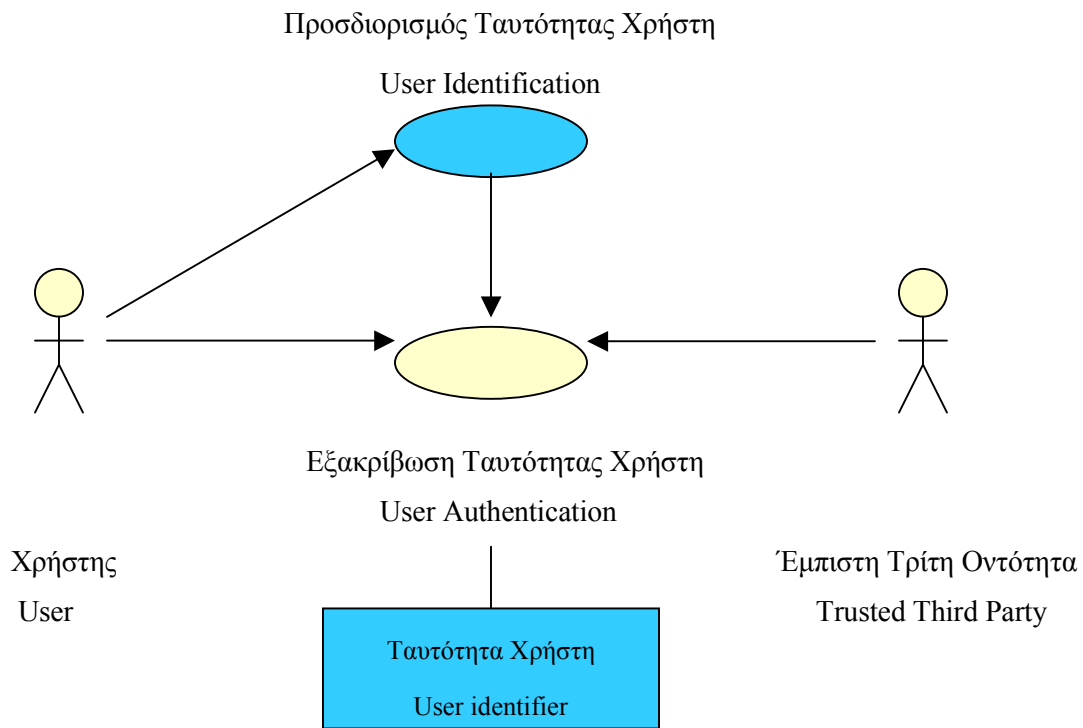 Προσδιορισμός Ταυτότητας Χρήστη
User Identification
Εξακρίβωση Ταυτότητας Χρήστη
User Authentication
Χρήστης
User
Έμπιστη Τρίτη Οντότητα
Trusted Third Party
Ταυτότητα Χρήστη
User identifier